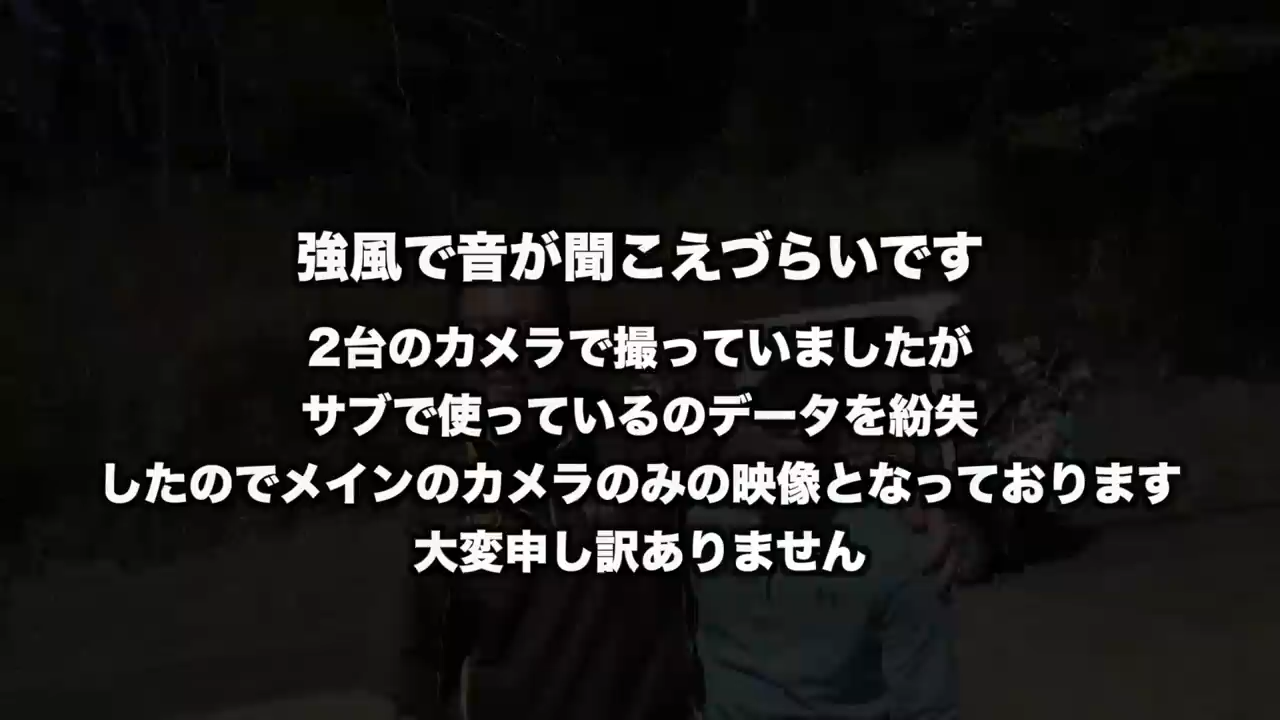 強風で音が聞こえづらいです
2台のカメラで撮っていましたが
サブで使っているのデータを紛失
したのでメインのカメラのみの映像となっております
大変申し訳ありません